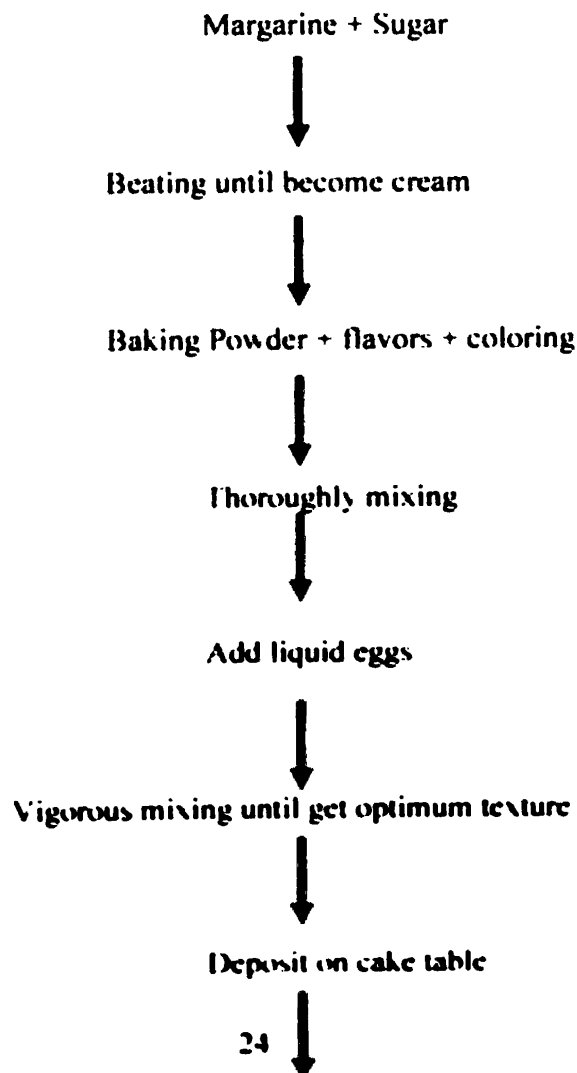 Margarine + Sugar
Beating until become cream
Baking Powder + flavors + coloring
Thoroughly mixing
Add liquid eggs
Vigorous mixing until get optimum texture
Deposit on cake table
24